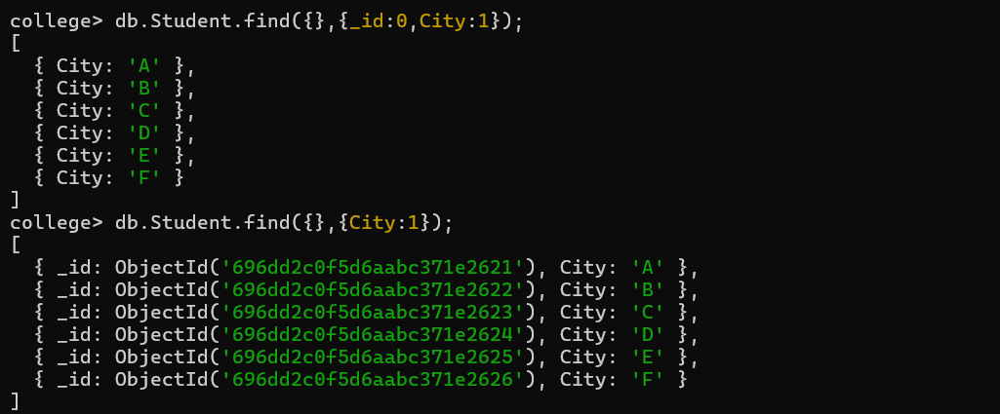 college> db.Student.find({},{_id:0,City:1});
[
  { City: 'A' },
  { City: 'B' },
  { City: 'C' },
  { City: 'D' },
  { City: 'E' },
  { City: 'F' }
]
college> db.Student.find({},{City:1});
[
  { _id: ObjectId('696dd2c0f5d6aabc371e2621'), City: 'A' },
  { _id: ObjectId('696dd2c0f5d6aabc371e2622'), City: 'B' },
  { _id: ObjectId('696dd2c0f5d6aabc371e2623'), City: 'C' },
  { _id: ObjectId('696dd2c0f5d6aabc371e2624'), City: 'D' },
  { _id: ObjectId('696dd2c0f5d6aabc371e2625'), City: 'E' },
  { _id: ObjectId('696dd2c0f5d6aabc371e2626'), City: 'F' }
]